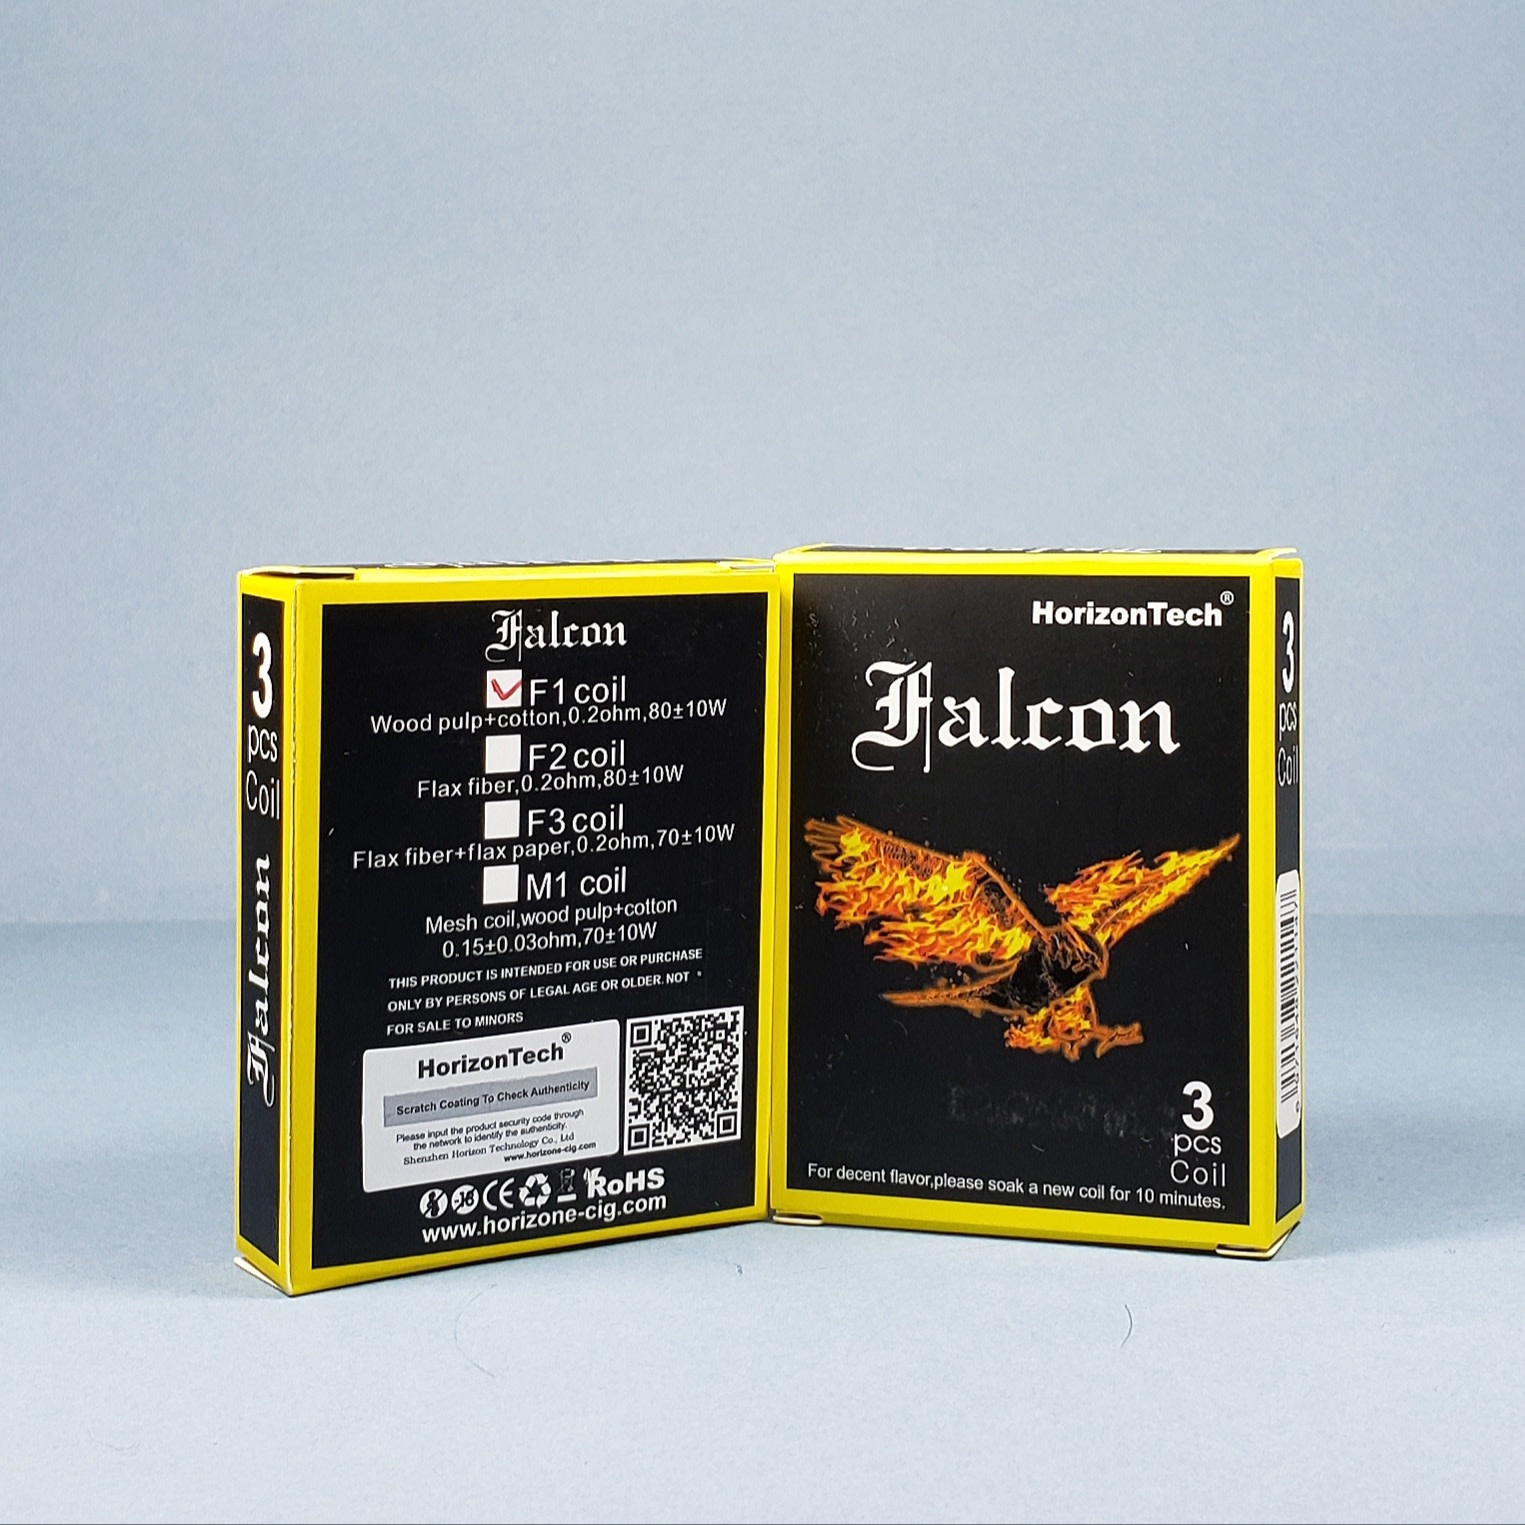 3
pcs
Coil
Falcon
Falcon
F1 coil
Wood pulp+cotton,0.2ohm,80±10W
F2 coil
Flax fiber,0.2ohm,80±10W
F3 coil
Flax fiber+flax paper,0.2ohm,70±10W
M1 coil
Mesh coil,wood pulp+cotton
0.15±0.03ohm,70±10W
THIS PRODUCT IS INTENDED FOR USE OR PURCHASE
ONLY BY PERSONS OF LEGAL AGE OR OLDER. NOT
FOR SALE TO MINORS
HorizonTech®
Scratch Coating To Check Authenticity
Please input the product security code through
the network to identify the authenticity.
Shenzhen Horizon Technology Co., Ltd
www.horizone-cig.com
-18 CE RoHS
www.horizone-cig.com
HorizonTech®
Falcon
3
pcs
Coil
For decent flavor,please soak a new coil for 10 minutes.
3
pcs
Coil